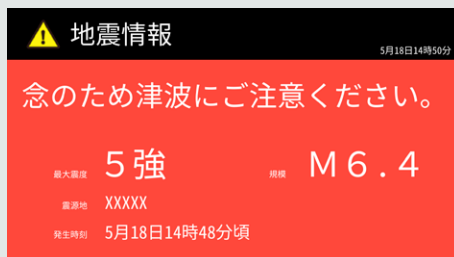 地震情報
5月18日14時50分
念のため津波にご注意ください。
最大震度 5強 規模 M6.4
震源地 XXXXX
発生時刻 5月18日14時48分頃